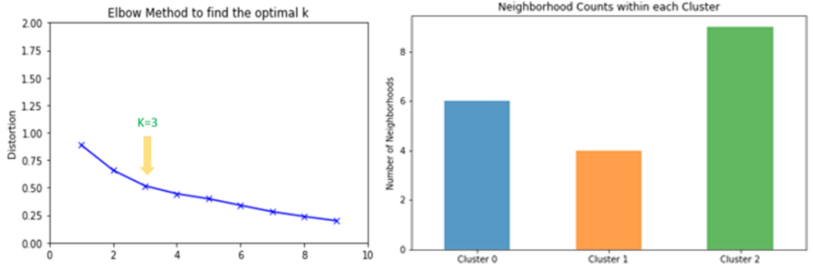 Elbow Method to find the optimal k
2.00
1.75
1.50
1.25
1.00
0.75
0.50
0.25
0.00
Distortion
K=3
0 2 4 6 8 10
Neighborhood Counts within each Cluster
8
6
4
2
0
Number of Neighborhoods
Cluster 0 Cluster 1 Cluster 2